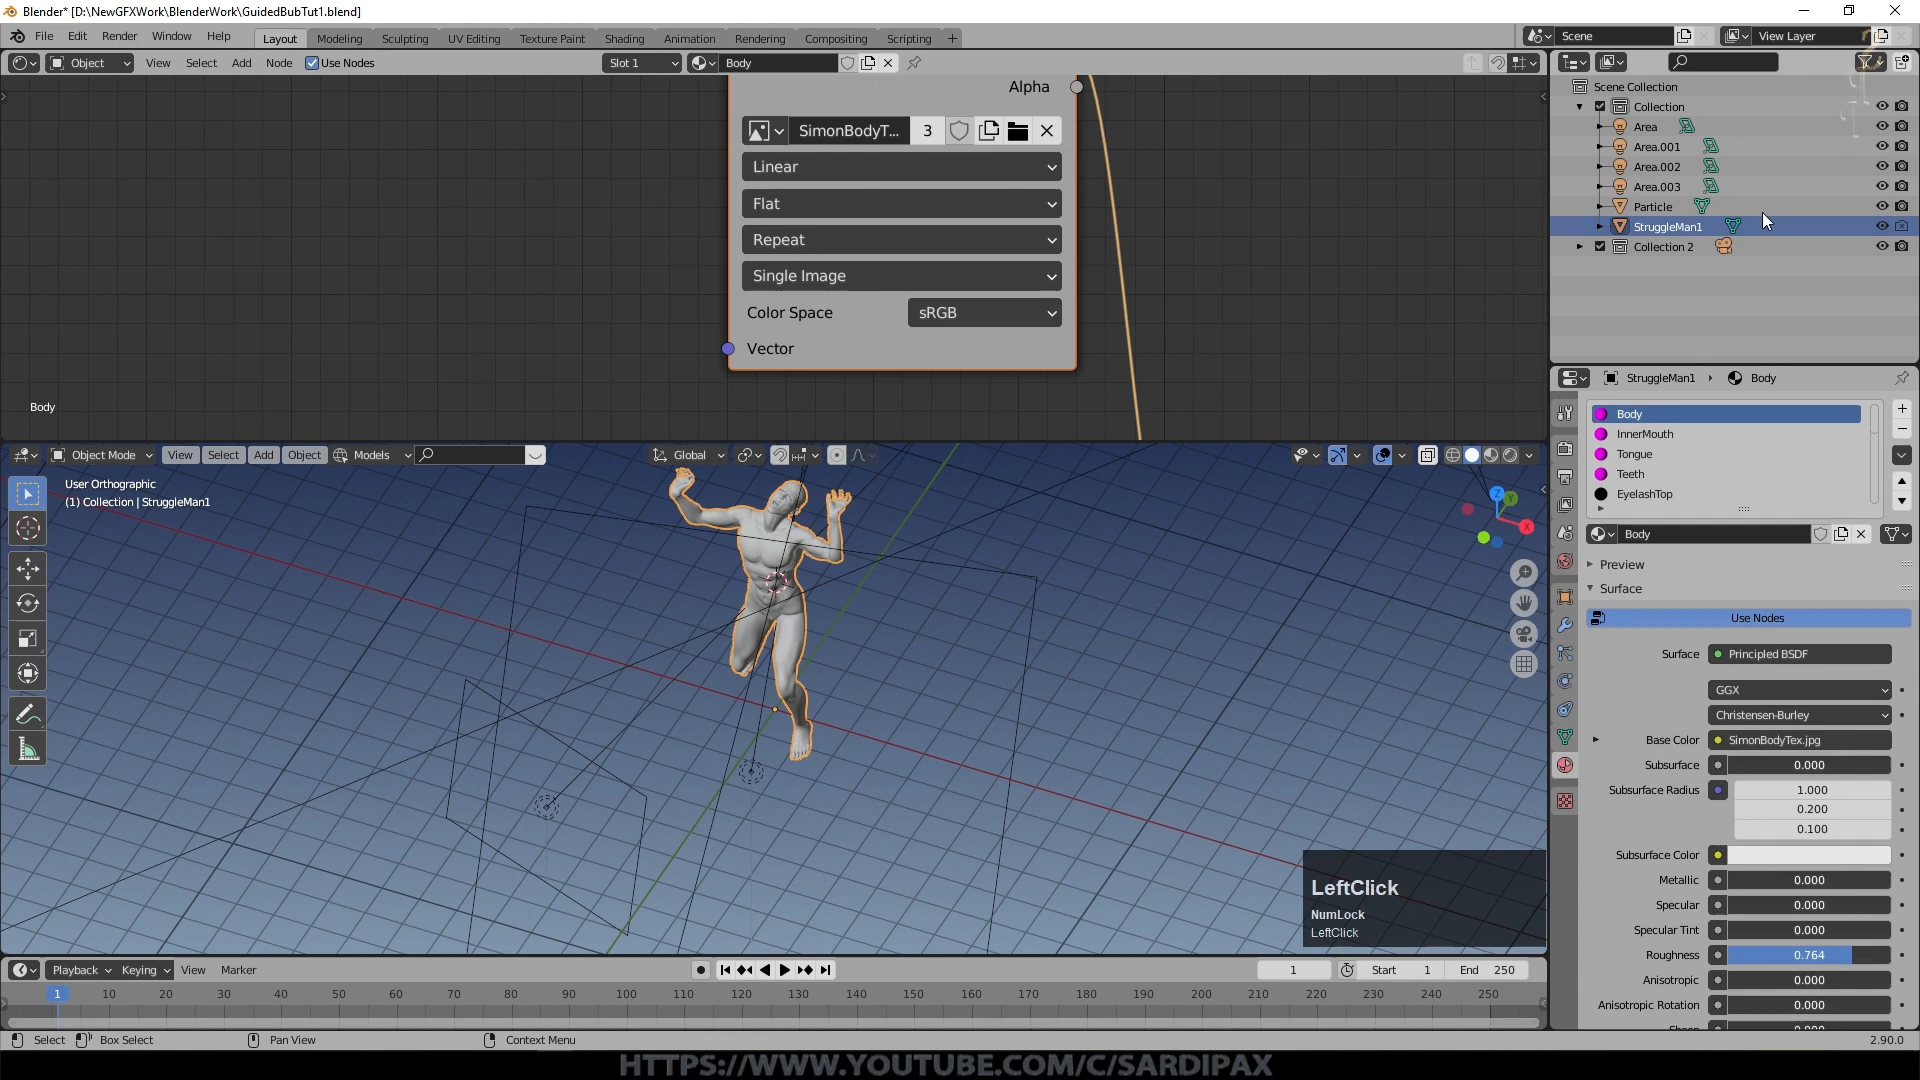 Blender* [D:\NewGFXWork\BlenderWork\GuidedBubTut1.blend]
File Edit Render Window Help Layout Modeling Sculpting UV Editing Texture Paint Shading Animation Rendering Compositing Scripting Scene View Layer
Object View Select Add Node Use Nodes Slot 1 Body
Alpha
SimonBodyT... 3
Linear
Flat
Repeat
Single Image
Color Space sRGB
Vector
Body
Scene Collection
Collection
Area
Area.001
Area.002
Area.003
Particle
StruggleMan1
Collection 2
Object Mode View Select Add Object Models Global
User Orthographic
(1) Collection | StruggleMan1
Z
Y
X
LeftClick
NumLock
LeftClick
StruggleMan1 Body
Body
InnerMouth
Tongue
Teeth
EyelashTop
Body
Preview
Surface
Use Nodes
Surface Principled BSDF
GGX
Christensen-Burley
Base Color SimonBodyTex.jpg
Subsurface 0.000
Subsurface Radius 1.000
0.200
0.100
Subsurface Color
Metallic 0.000
Specular 0.000
Specular Tint 0.000
Roughness 0.764
Anisotropic 0.000
Anisotropic Rotation 0.000
Playback Keying View Marker 1 Start 1 End 250
1 10 20 30 40 50 60 70 80 90 100 110 120 130 140 150 160 170 180 190 200 210 220 230 240 250
Select Box Select Pan View Context Menu 2.90.0
HTTPS://WWW.YOUTUBE.COM/C/SARDIPAX